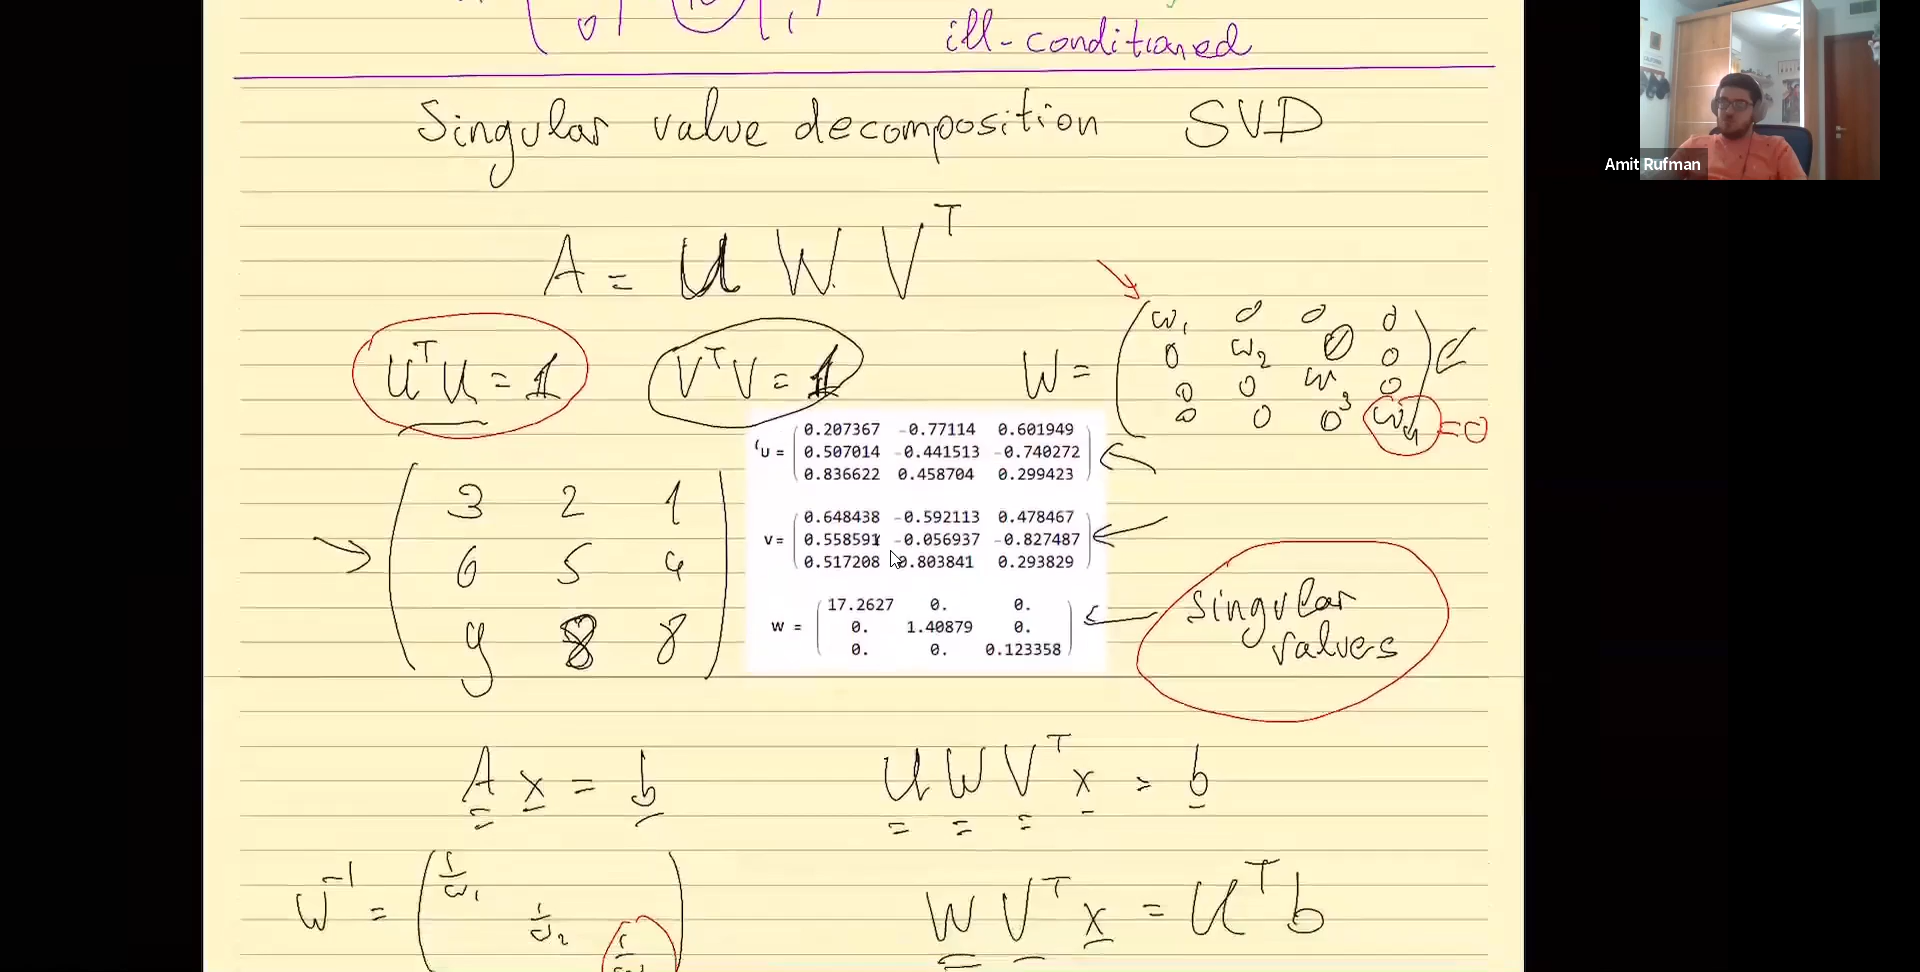 ill-conditioned
Amit Rufman
Singular value decomposition SVD
A = U W V^T
U^T U = 1 V^T V = 1 W =
w1 0 0 0
0 w2 0 0
0 0 w3 0
0 0 0 w4 = 0
U =
0.207367 -0.77114 0.601949
0.507014 -0.441513 -0.740272
0.836622 0.458704 0.299423
V =
0.648438 -0.592113 0.478467
0.558591 -0.056937 -0.827487
0.517208 0.803841 0.293829
W =
17.2627 0. 0.
0. 1.40879 0.
0. 0. 0.123358
3 2 1
6 5 4
9 8 8
singular
values
A x = b U W V^T x = b
W^-1 = 1/w1
1/w2
W V^T x = U^T b